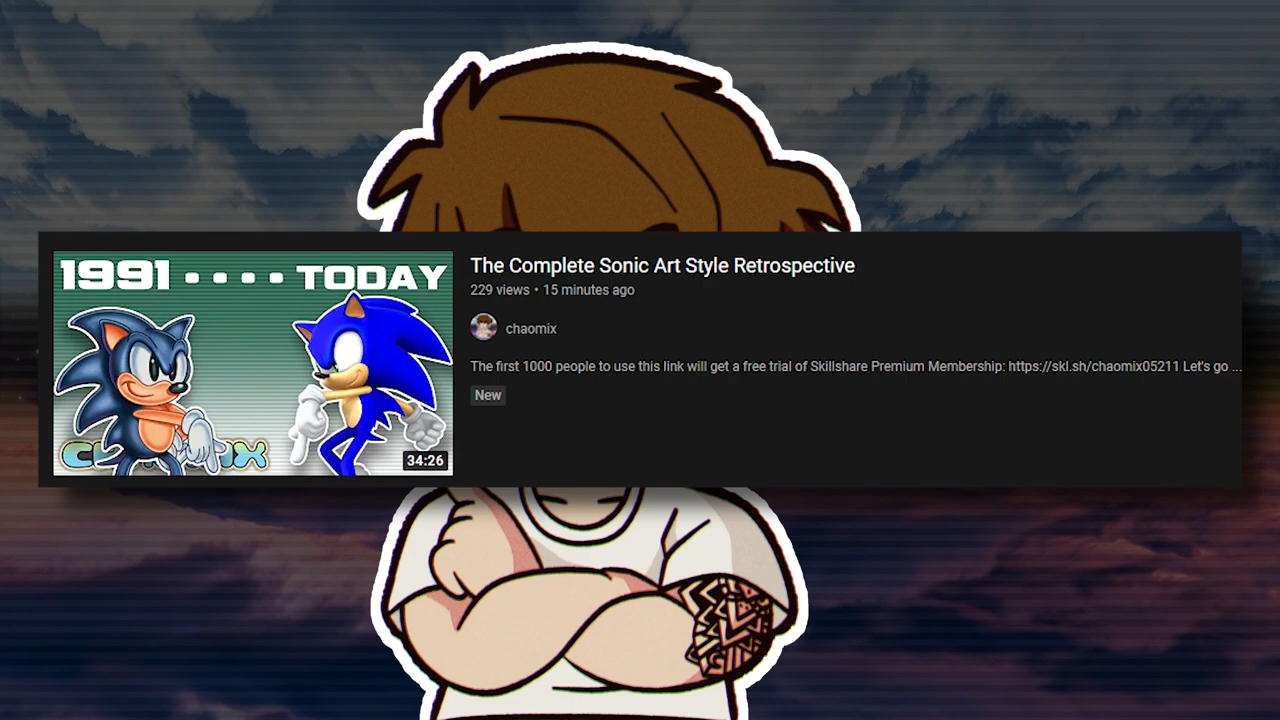 1991 • • • • TODAY
34:26
The Complete Sonic Art Style Retrospective
229 views • 15 minutes ago
chaomix
The first 1000 people to use this link will get a free trial of Skillshare Premium Membership: https://skl.sh/chaomix05211 Let's go ...
New